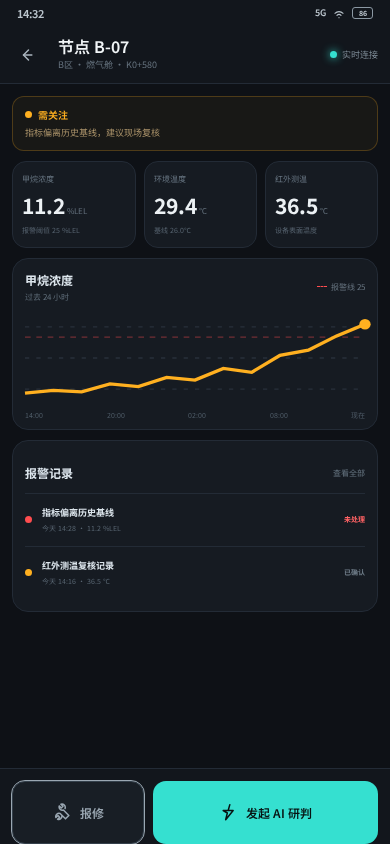 14:32
5G
86
节点 B-07
B区 · 燃气舱 · K0+580
实时连接
需关注
指标偏离历史基线，建议现场复核
甲烷浓度
11.2 %LEL
报警阈值 25 %LEL
环境温度
29.4 °C
基线 26.0°C
红外测温
36.5 °C
设备表面温度
甲烷浓度
过去 24 小时
报警线 25
14:00
20:00
02:00
08:00
现在
报警记录
查看全部
指标偏离历史基线
今天 14:28 · 11.2 %LEL
未处理
红外测温复核记录
今天 14:16 · 36.5 °C
已确认
报修
发起 AI 研判